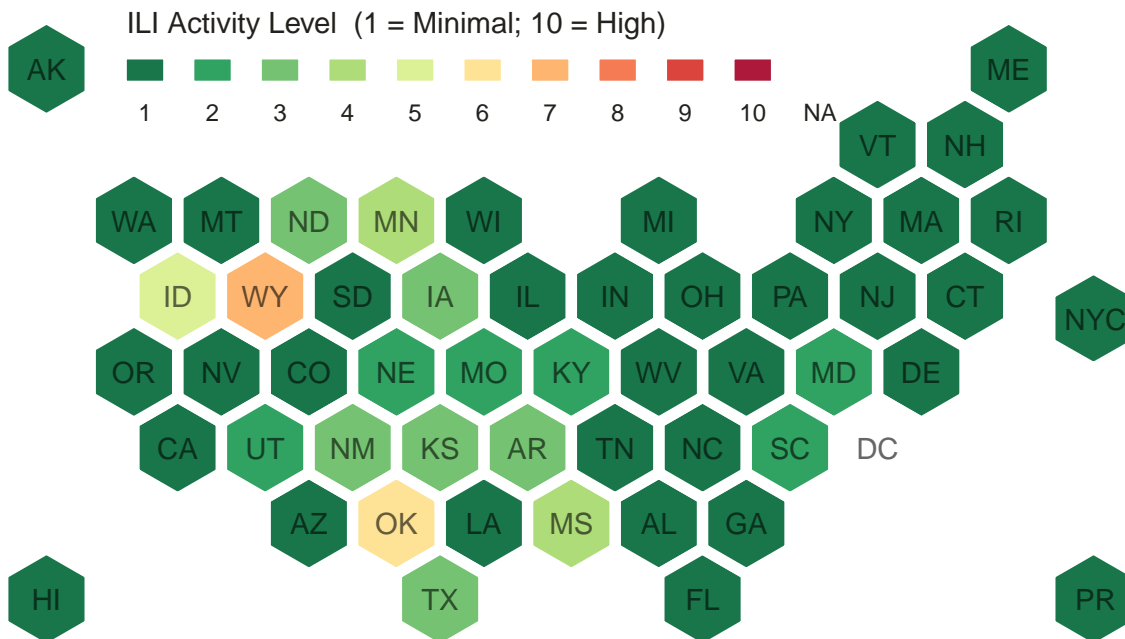 ILI Activity Level (1 = Minimal; 10 = High)
AK
ME
1 2 3 4 5 6 7 8 9 10 NA
VT NH
WA MT ND MN WI MI NY MA RI
ID WY SD IA IL IN OH PA NJ CT
NYC
OR NV CO NE MO KY WV VA MD DE
CA UT NM KS AR TN NC SC DC
AZ OK LA MS AL GA
HI TX FL PR